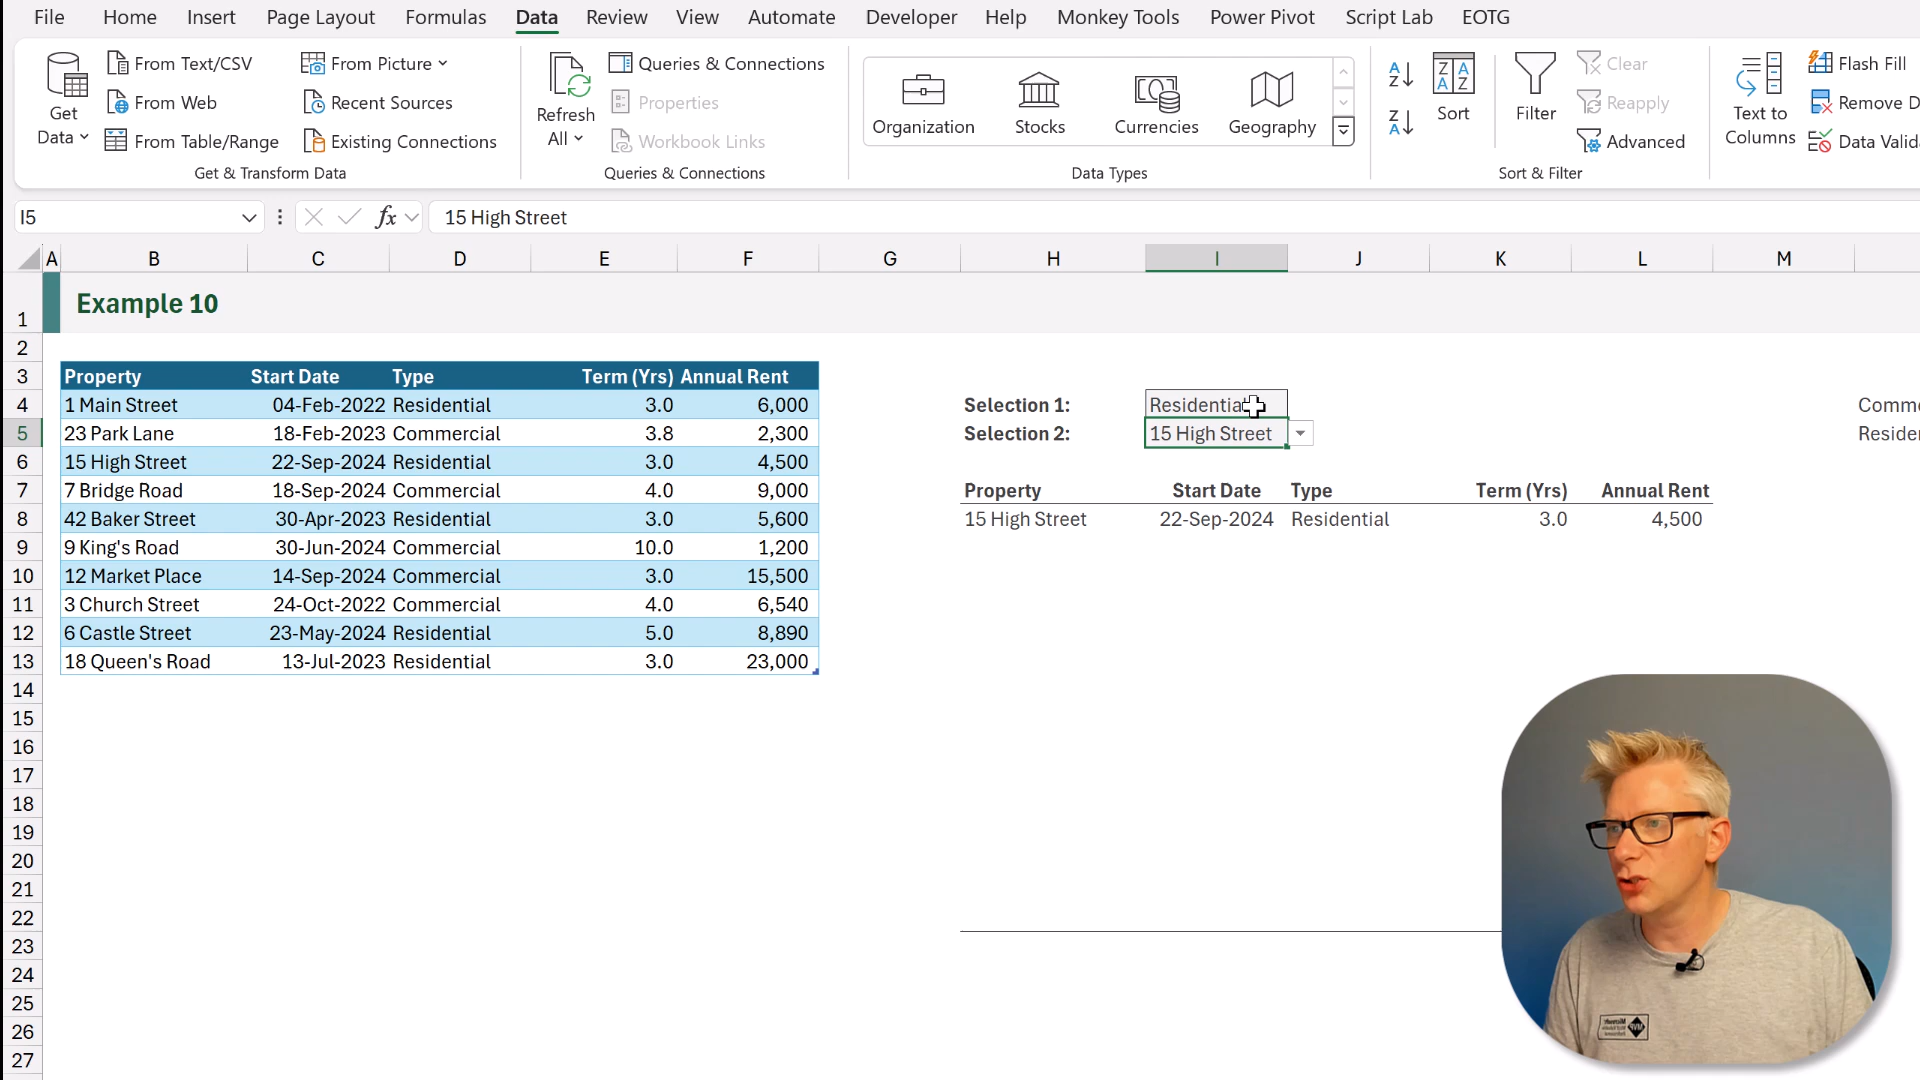 File Home Insert Page Layout Formulas Data Review View Automate Developer Help Monkey Tools Power Pivot Script Lab EOTG
Get Data
From Text/CSV
From Web
From Table/Range
From Picture
Recent Sources
Existing Connections
Get & Transform Data
Refresh All
Queries & Connections
Properties
Workbook Links
Queries & Connections
Organization
Stocks
Currencies
Geography
Data Types
Sort
Filter
Clear
Reapply
Advanced
Sort & Filter
Text to Columns
Flash Fill
Remove D
Data Valid
I5 fx 15 High Street
A B C D E F G H I J K L M
1 Example 10
2
3 Property Start Date Type Term (Yrs) Annual Rent
4 1 Main Street 04-Feb-2022 Residential 3.0 6,000 Selection 1: Residential Comme
5 23 Park Lane 18-Feb-2023 Commercial 3.8 2,300 Selection 2: 15 High Street Resider
6 15 High Street 22-Sep-2024 Residential 3.0 4,500
7 7 Bridge Road 18-Sep-2024 Commercial 4.0 9,000 Property Start Date Type Term (Yrs) Annual Rent
8 42 Baker Street 30-Apr-2023 Residential 3.0 5,600 15 High Street 22-Sep-2024 Residential 3.0 4,500
9 9 King's Road 30-Jun-2024 Commercial 10.0 1,200
10 12 Market Place 14-Sep-2024 Commercial 3.0 15,500
11 3 Church Street 24-Oct-2022 Commercial 4.0 6,540
12 6 Castle Street 23-May-2024 Residential 5.0 8,890
13 18 Queen's Road 13-Jul-2023 Residential 3.0 23,000
14
15
16
17
18
19
20
21
22
23
24
25
26
27